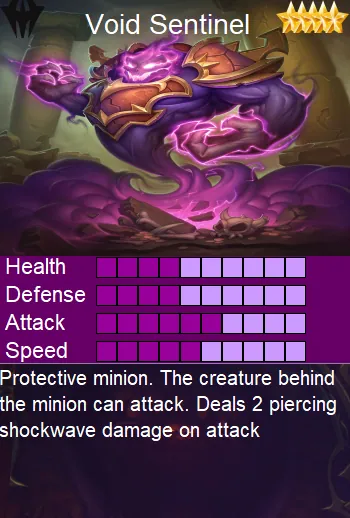 Void Sentinel
Health
Defense
Attack
Speed
Protective minion. The creature behind
the minion can attack. Deals 2 piercing
shockwave damage on attack